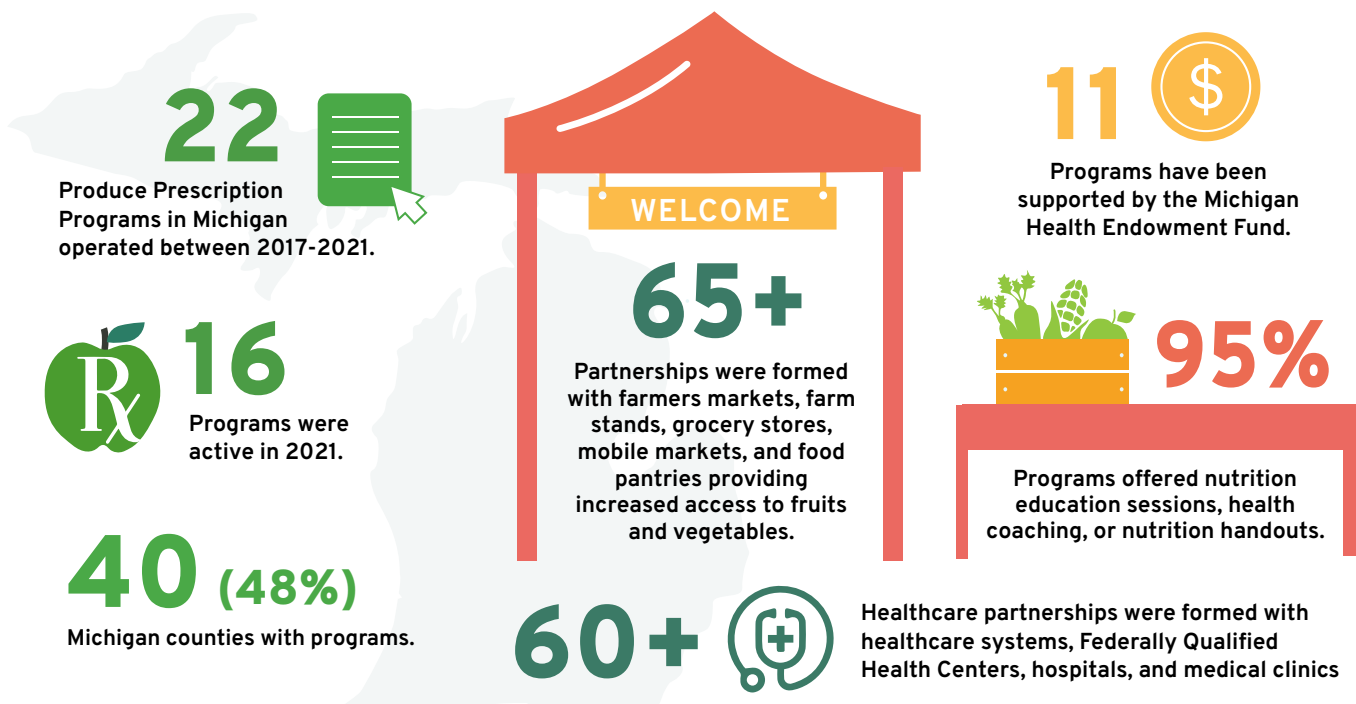 22
Produce Prescription
Programs in Michigan
operated between 2017-2021.
Rx
16
Programs were
active in 2021.
40 (48%)
Michigan counties with programs.
WELCOME
65+
Partnerships were formed
with farmers markets, farm
stands, grocery stores,
mobile markets, and food
pantries providing
increased access to fruits
and vegetables.
60+
Healthcare partnerships were formed with
healthcare systems, Federally Qualified
Health Centers, hospitals, and medical clinics
11
$
Programs have been
supported by the Michigan
Health Endowment Fund.
95%
Programs offered nutrition
education sessions, health
coaching, or nutrition handouts.